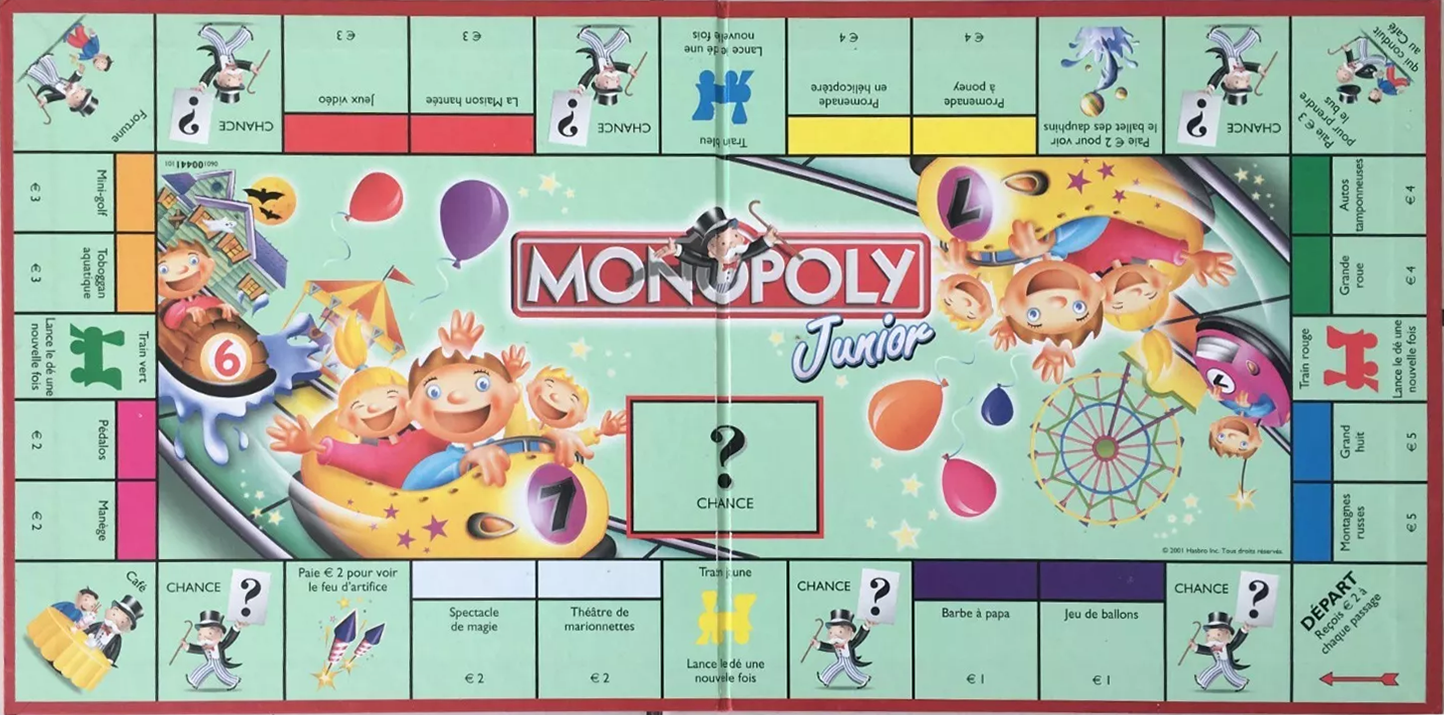 Fortune
CHANCE
?
€ 3
Jeux vidéo
€ 3
La Maison hantée
CHANCE
?
Lance le dé une
nouvelle fois
Train bleu
€ 4
Promenade
en hélicoptère
€ 4
Promenade
à poney
Paie € 2 pour voir
le ballet des dauphins
CHANCE
?
Paie € 3
pour prendre
le bus
qui conduit
au Café
Mini-golf
€ 3
Toboggan
aquatique
€ 3
Train vert
Lance le dé une
nouvelle fois
Pédalos
€ 2
Manège
€ 2
060100441101
7
6
MONOPOLY
Junior
?
CHANCE
7
© 2001 Hasbro Inc. Tous droits réservés.
Autos
tamponneuses
€ 4
Grande
roue
€ 4
Train rouge
Lance le dé une
nouvelle fois
Grand
huit
€ 5
Montagnes
russes
€ 5
Café
CHANCE
?
Paie € 2 pour voir
le feu d'artifice
Spectacle
de magie
€ 2
Théâtre de
marionnettes
€ 2
Train jaune
Lance le dé une
nouvelle fois
CHANCE
?
Barbe à papa
€ 1
Jeu de ballons
€ 1
CHANCE
?
DÉPART
Reçois € 2 à
chaque passage